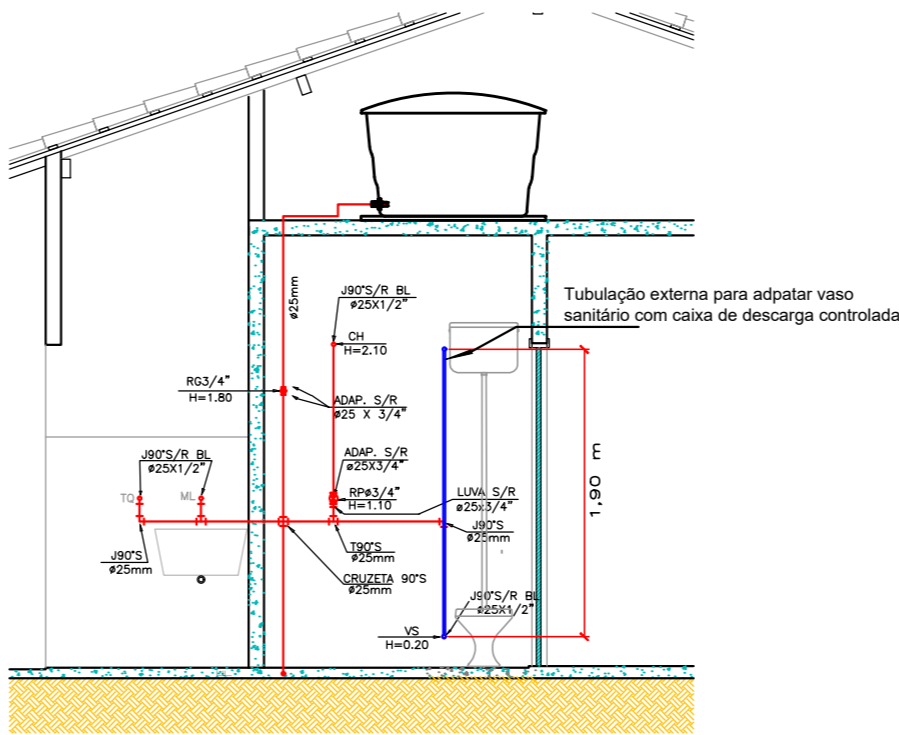 Tubulação externa para adpatar vaso
sanitário com caixa de descarga controlada
ø25mm
J90°S/R BL
ø25X1/2"
CH
H=2.10
RG3/4"
H=1.80
ADAP. S/R
ø25 X 3/4"
J90°S/R BL
ø25X1/2"
TQ
ML
ADAP. S/R
ø25X3/4"
RPø3/4"
H=1.10
LUVA S/R
ø25x3/4"
J90°S
ø25mm
J90°S
ø25mm
T90°S
ø25mm
CRUZETA 90°S
ø25mm
J90°S/R BL
ø25X1/2"
VS
H=0.20
1,90 m